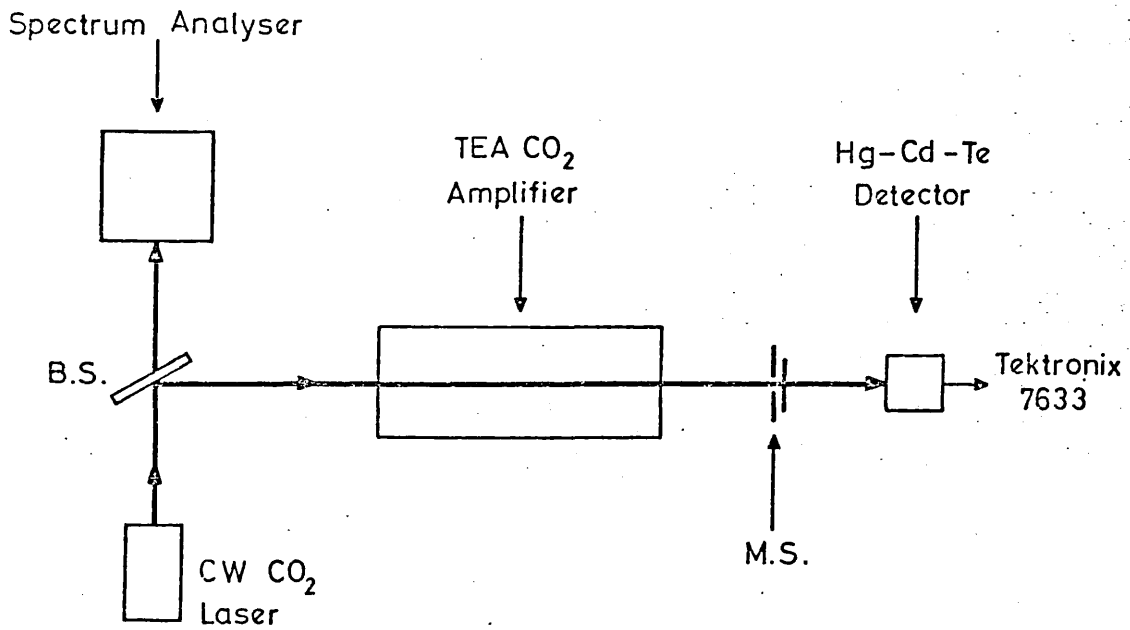 Spectrum Analyser
TEA CO₂
Amplifier
Hg-Cd-Te
Detector
B.S.
Tektronix
7633
M.S.
CW CO₂
Laser